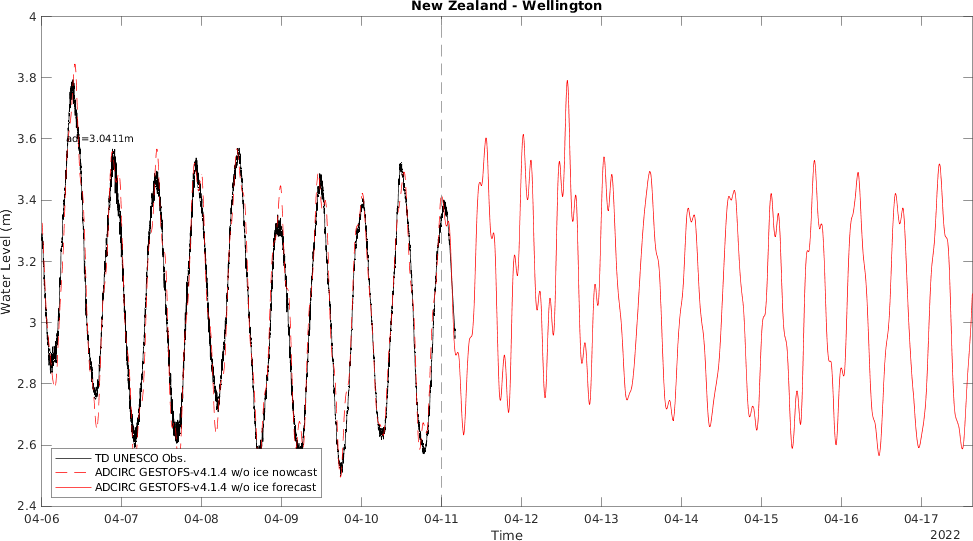 New Zealand - Wellington
4
3.8
3.6
3.4
3.2
3
2.8
2.6
2.4
Water Level (m)
adj=3.0411m
TD UNESCO Obs.
ADCIRC GESTOFS-v4.1.4 w/o ice nowcast
ADCIRC GESTOFS-v4.1.4 w/o ice forecast
04-06 04-07 04-08 04-09 04-10 04-11 04-12 04-13 04-14 04-15 04-16 04-17
Time
2022